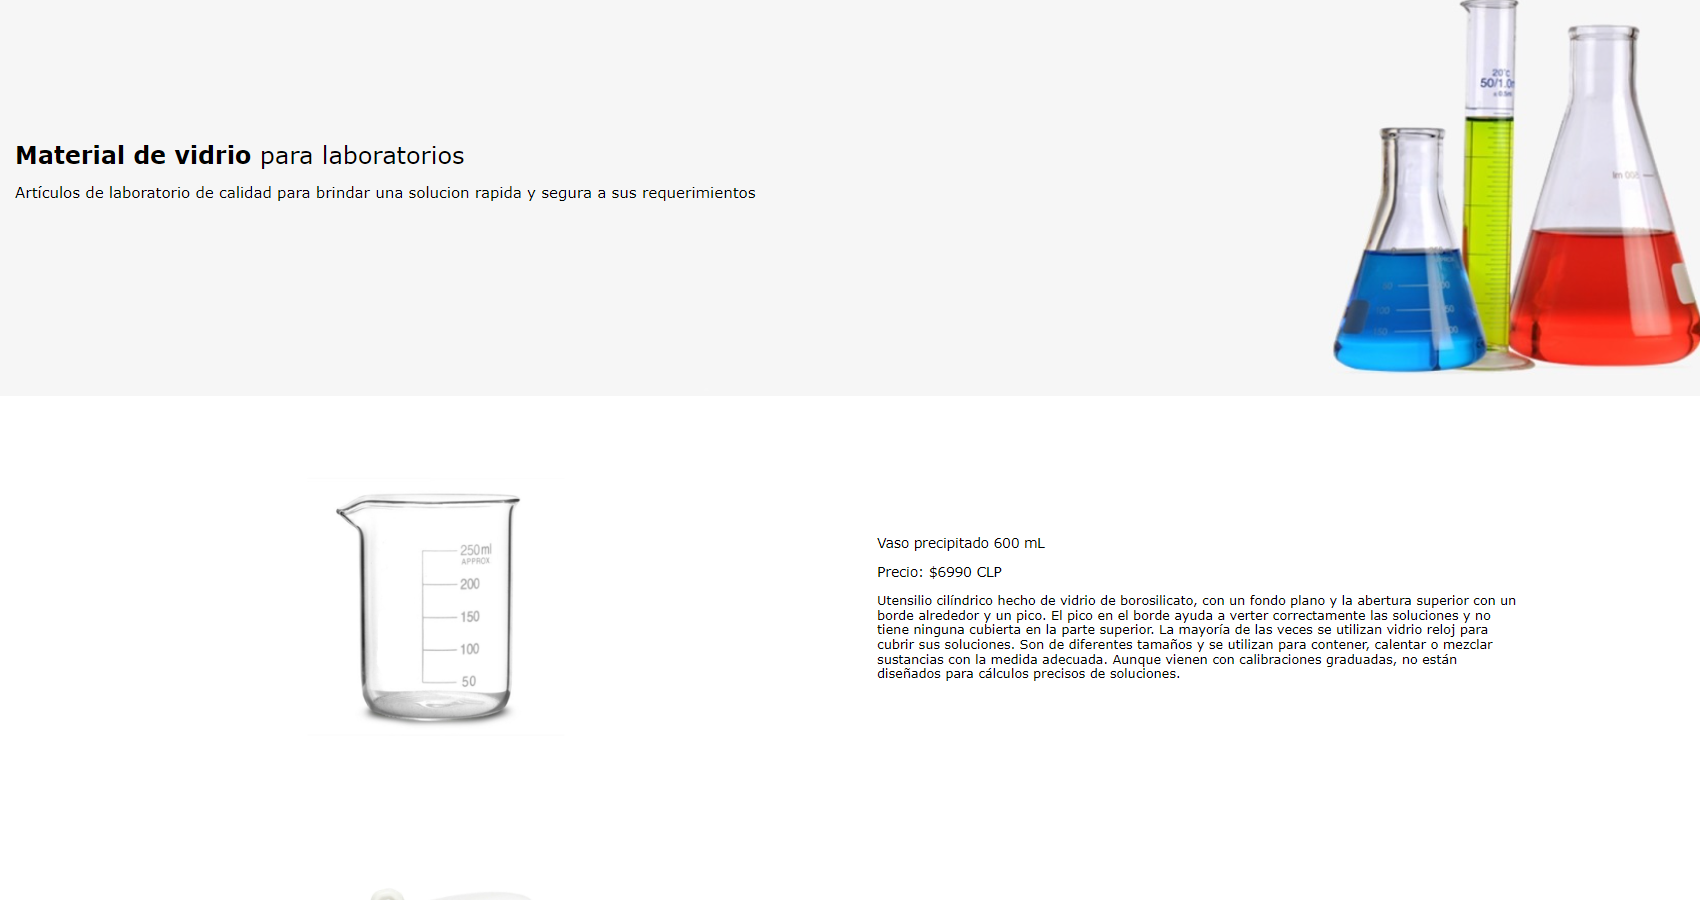 20°C
50/1.0
Material de vidrio para laboratorios
Artículos de laboratorio de calidad para brindar una solucion rapida y segura a sus requerimientos
250ml
APPROX
200
150
100
50
Vaso precipitado 600 mL
Precio: $6990 CLP
Utensilio cilíndrico hecho de vidrio de borosilicato, con un fondo plano y la abertura superior con un
borde alrededor y un pico. El pico en el borde ayuda a verter correctamente las soluciones y no
tiene ninguna cubierta en la parte superior. La mayoría de las veces se utilizan vidrio reloj para
cubrir sus soluciones. Son de diferentes tamaños y se utilizan para contener, calentar o mezclar
sustancias con la medida adecuada. Aunque vienen con calibraciones graduadas, no están
diseñados para cálculos precisos de soluciones.